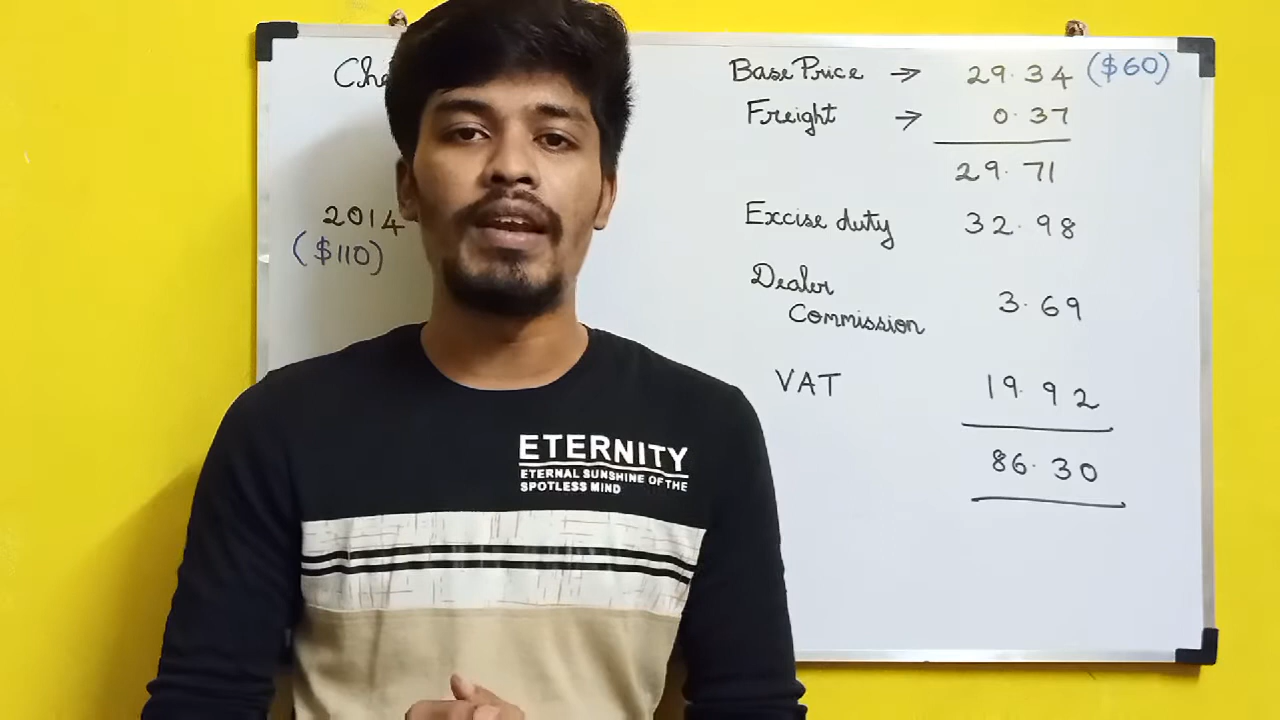 Base Price → 29.34 ($60)
Freight → 0.37
29.71
2014
($110)
Excise duty 32.98
Dealer
Commission 3.69
VAT 19.92
86.30
ETERNITY
ETERNAL SUNSHINE OF THE
SPOTLESS MIND